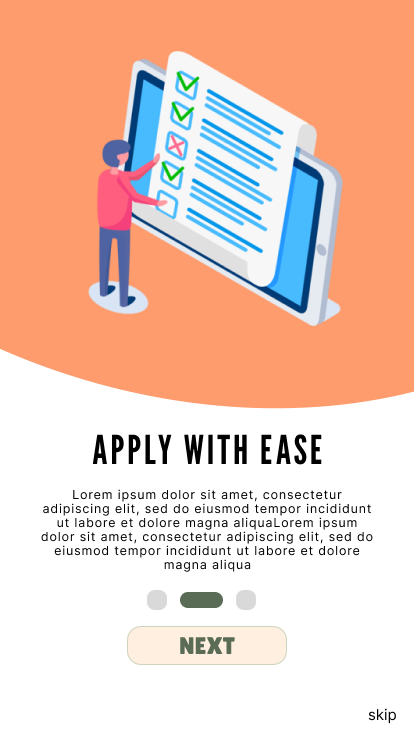 APPLY WITH EASE
Lorem ipsum dolor sit amet, consectetur
adipiscing elit, sed do eiusmod tempor incididunt
ut labore et dolore magna aliquaLorem ipsum
dolor sit amet, consectetur adipiscing elit, sed do
eiusmod tempor incididunt ut labore et dolore
magna aliqua
NEXT
skip